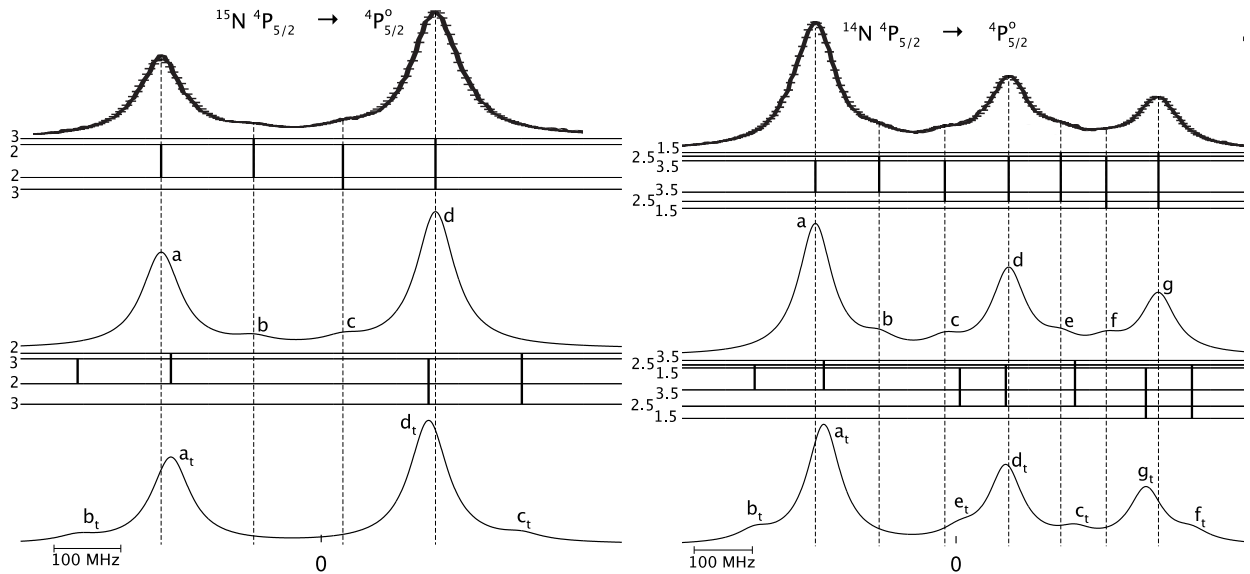 ¹⁵N ⁴P₅/₂ → ⁴P°₅/₂
3
2
2
3
a
b
c
d
2
3
2
3
bₜ
aₜ
dₜ
cₜ
100 MHz
0
¹⁴N ⁴P₅/₂ → ⁴P°₅/₂
1.5
2.5
3.5
3.5
2.5
1.5
a
b
c
d
e
f
g
3.5
2.5
1.5
3.5
2.5
1.5
bₜ
aₜ
eₜ
dₜ
cₜ
gₜ
fₜ
100 MHz
0